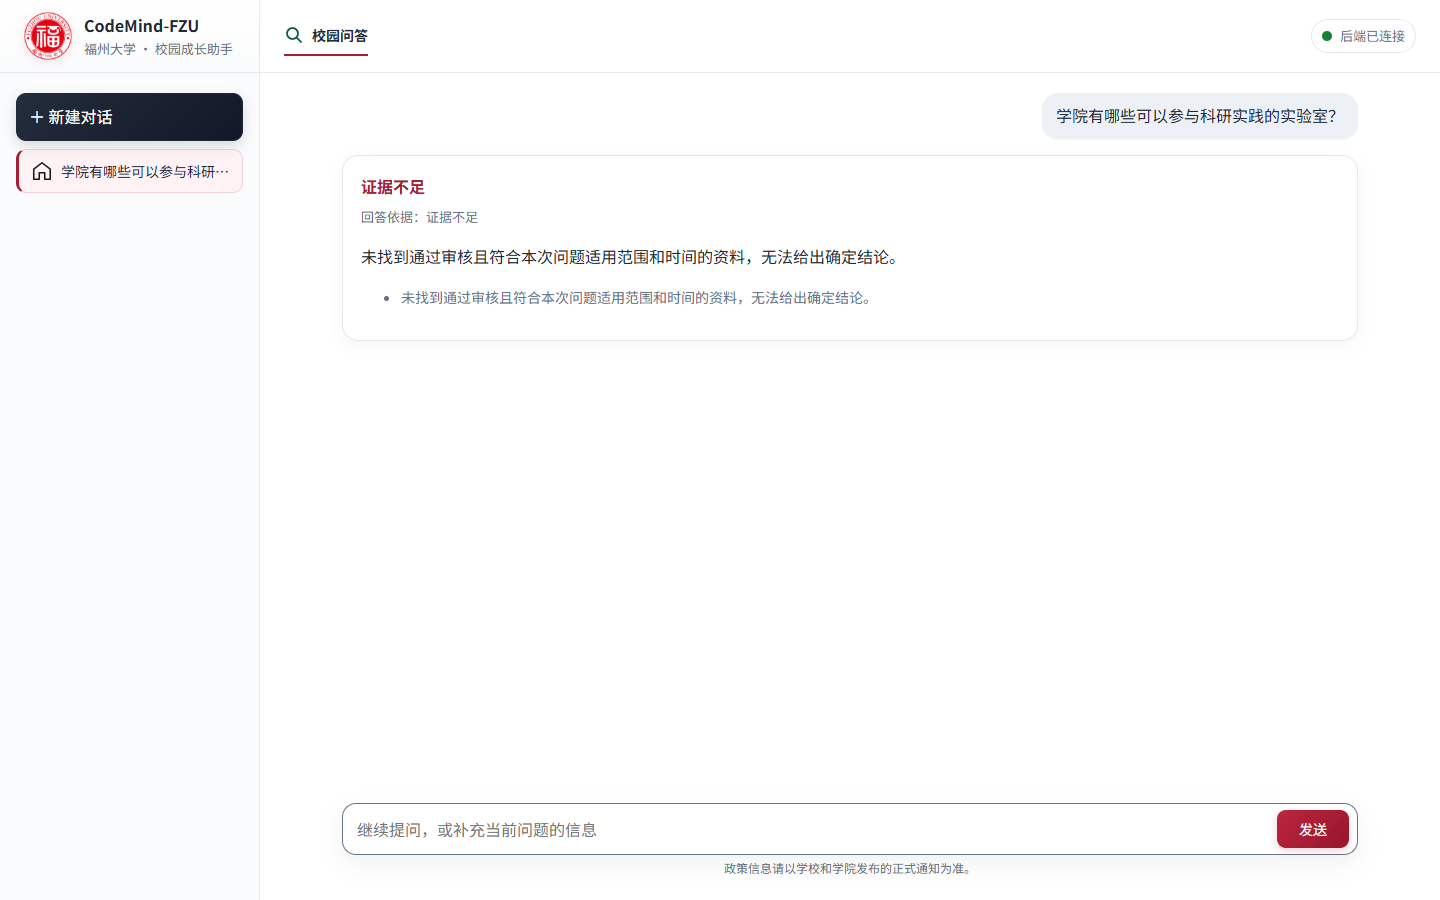 CodeMind-FZU
福州大学 · 校园成长助手
校园问答
后端已连接
+ 新建对话
学院有哪些可以参与科研…
学院有哪些可以参与科研实践的实验室？
证据不足
回答依据：证据不足
未找到通过审核且符合本次问题适用范围和时间的资料，无法给出确定结论。
• 未找到通过审核且符合本次问题适用范围和时间的资料，无法给出确定结论。
继续提问，或补充当前问题的信息
发送
政策信息请以学校和学院发布的正式通知为准。
福